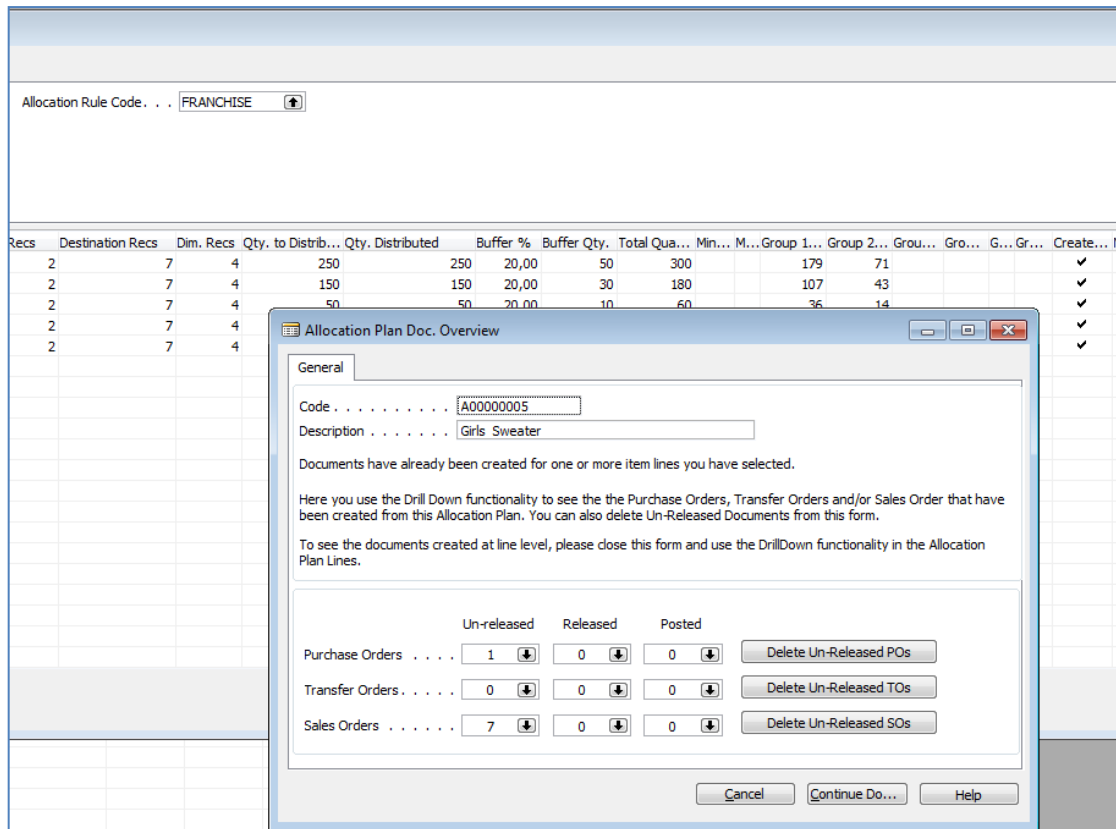 Allocation Rule Code. . . FRANCHISE
Recs Destination Recs Dim. Recs Qty. to Distrib... Qty. Distributed Buffer % Buffer Qty. Total Qua... Min... M... Group 1... Group 2... Grou... Gro... G... Gr... Create...
2 7 4 250 250 20,00 50 300 179 71
2 7 4 150 150 20,00 30 180 107 43
2 7 4 50 50 20,00 10 60 36 14
2 7 4
2 7 4
Allocation Plan Doc. Overview
General
Code . . . . . . . . . . A00000005
Description . . . . . . . Girls Sweater
Documents have already been created for one or more item lines you have selected.
Here you use the Drill Down functionality to see the the Purchase Orders, Transfer Orders and/or Sales Order that have
been created from this Allocation Plan. You can also delete Un-Released Documents from this form.
To see the documents created at line level, please close this form and use the DrillDown functionality in the Allocation
Plan Lines.
Un-released Released Posted
Purchase Orders . . . . 1 0 0 Delete Un-Released POs
Transfer Orders. . . . . 0 0 0 Delete Un-Released TOs
Sales Orders . . . . . . 7 0 0 Delete Un-Released SOs
Cancel Continue Do... Help